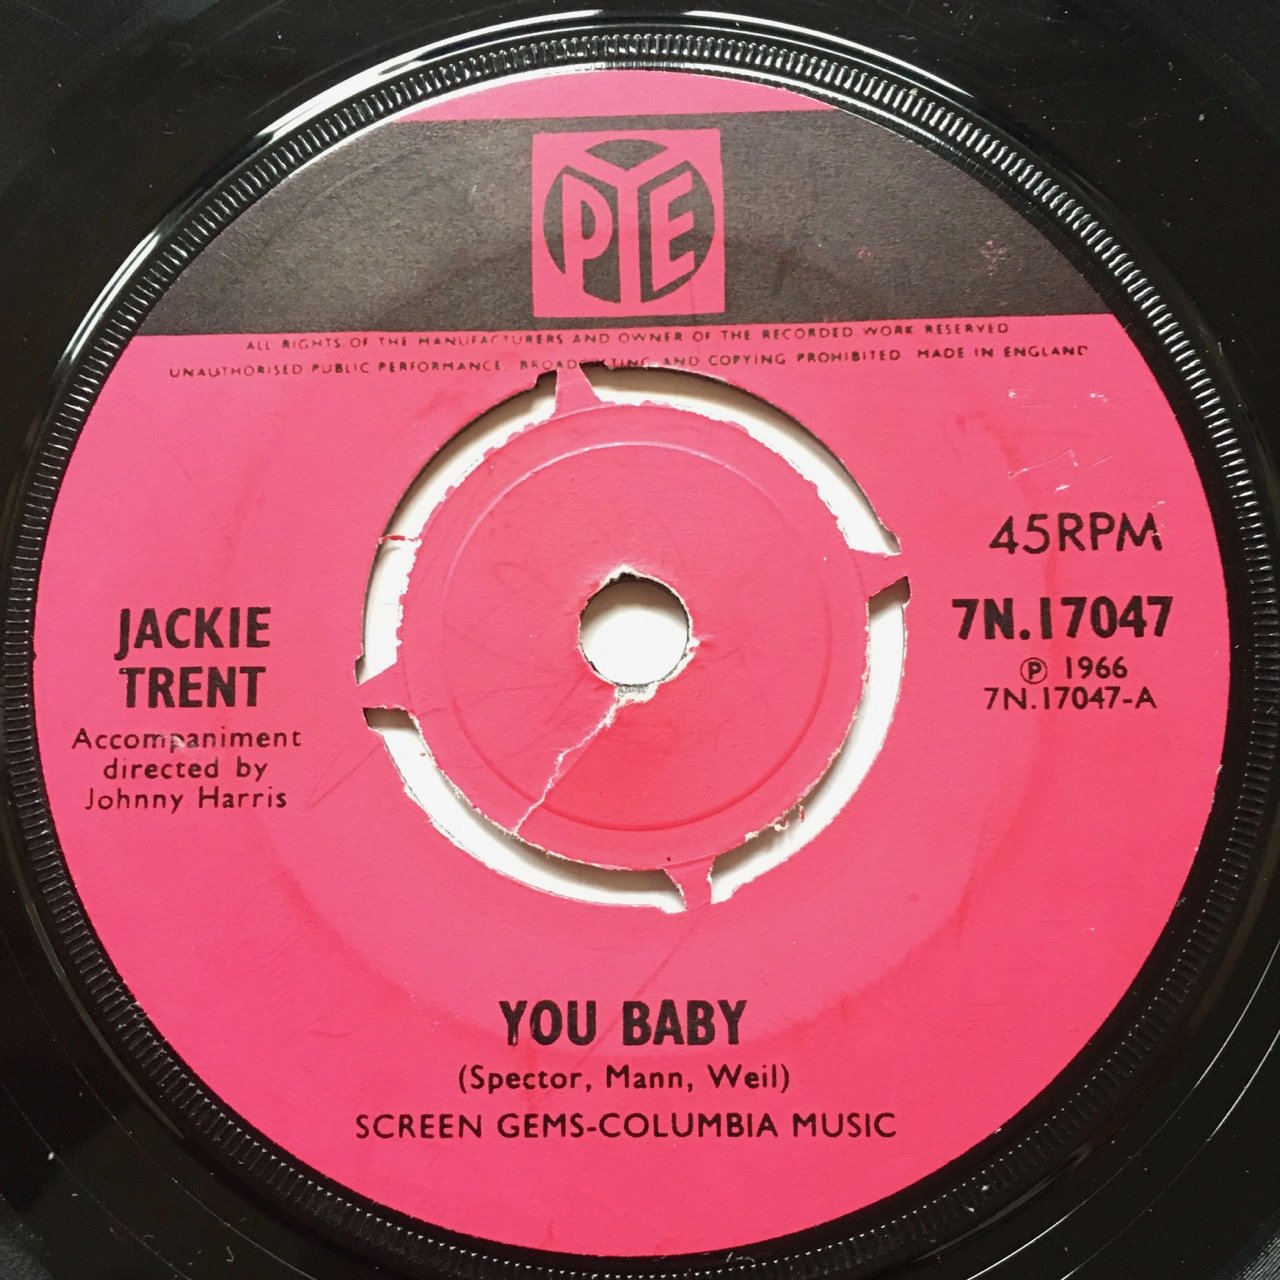 PYE
ALL RIGHTS OF THE MANUFACTURERS AND OWNER OF THE RECORDED WORK RESERVED
UNAUTHORISED PUBLIC PERFORMANCE, BROADCASTING AND COPYING PROHIBITED MADE IN ENGLAND
45RPM
7N.17047
Ⓟ 1966
7N.17047-A
JACKIE
TRENT
Accompaniment
directed by
Johnny Harris
YOU BABY
(Spector, Mann, Weil)
SCREEN GEMS-COLUMBIA MUSIC